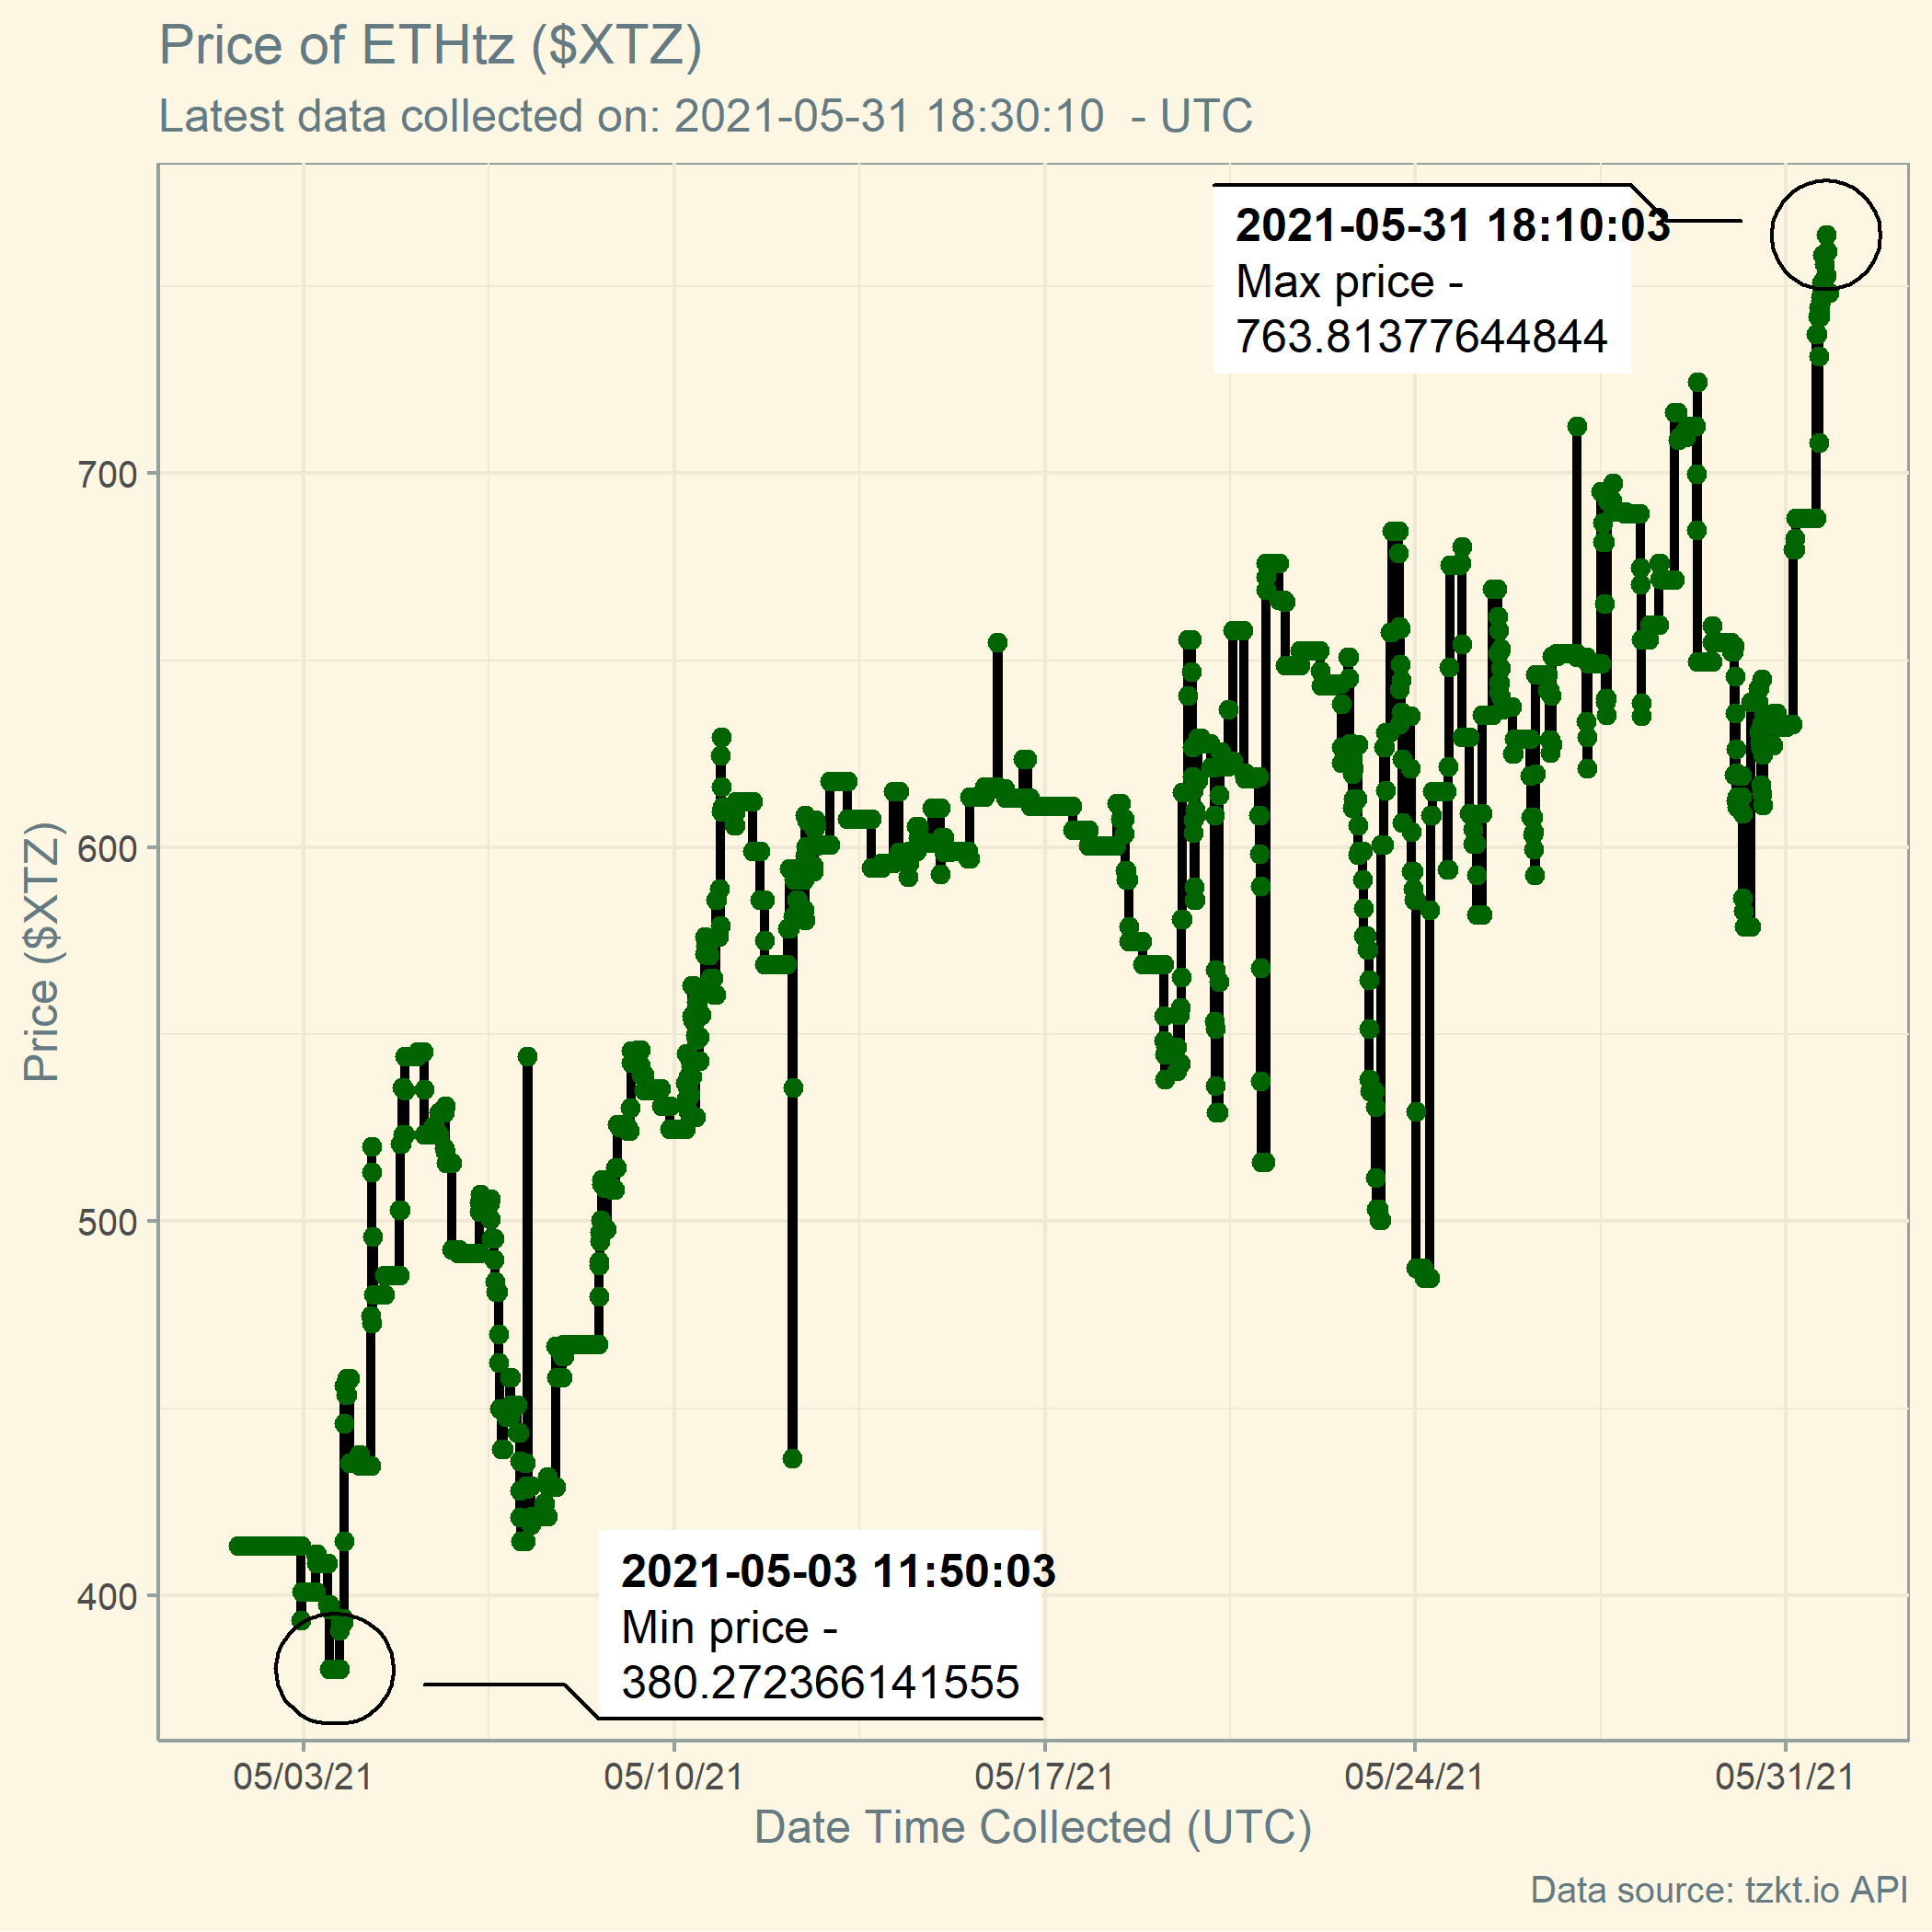 Price of ETHtz ($XTZ)
Latest data collected on: 2021-05-31 18:30:10  - UTC
2021-05-31 18:10:03
Max price -
763.81377644844
700
600
500
400
Price ($XTZ)
2021-05-03 11:50:03
Min price -
380.272366141555
05/03/21
05/10/21
05/17/21
05/24/21
05/31/21
Date Time Collected (UTC)
Data source: tzkt.io API